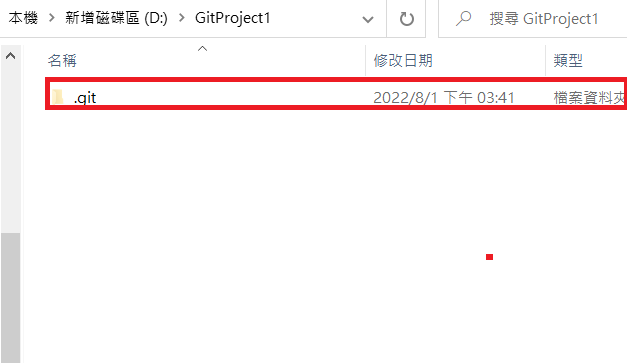 本機 > 新增磁碟區 (D:) > GitProject1
搜尋 GitProject1
名稱 修改日期 類型
.git 2022/8/1 下午 03:41 檔案資料夾